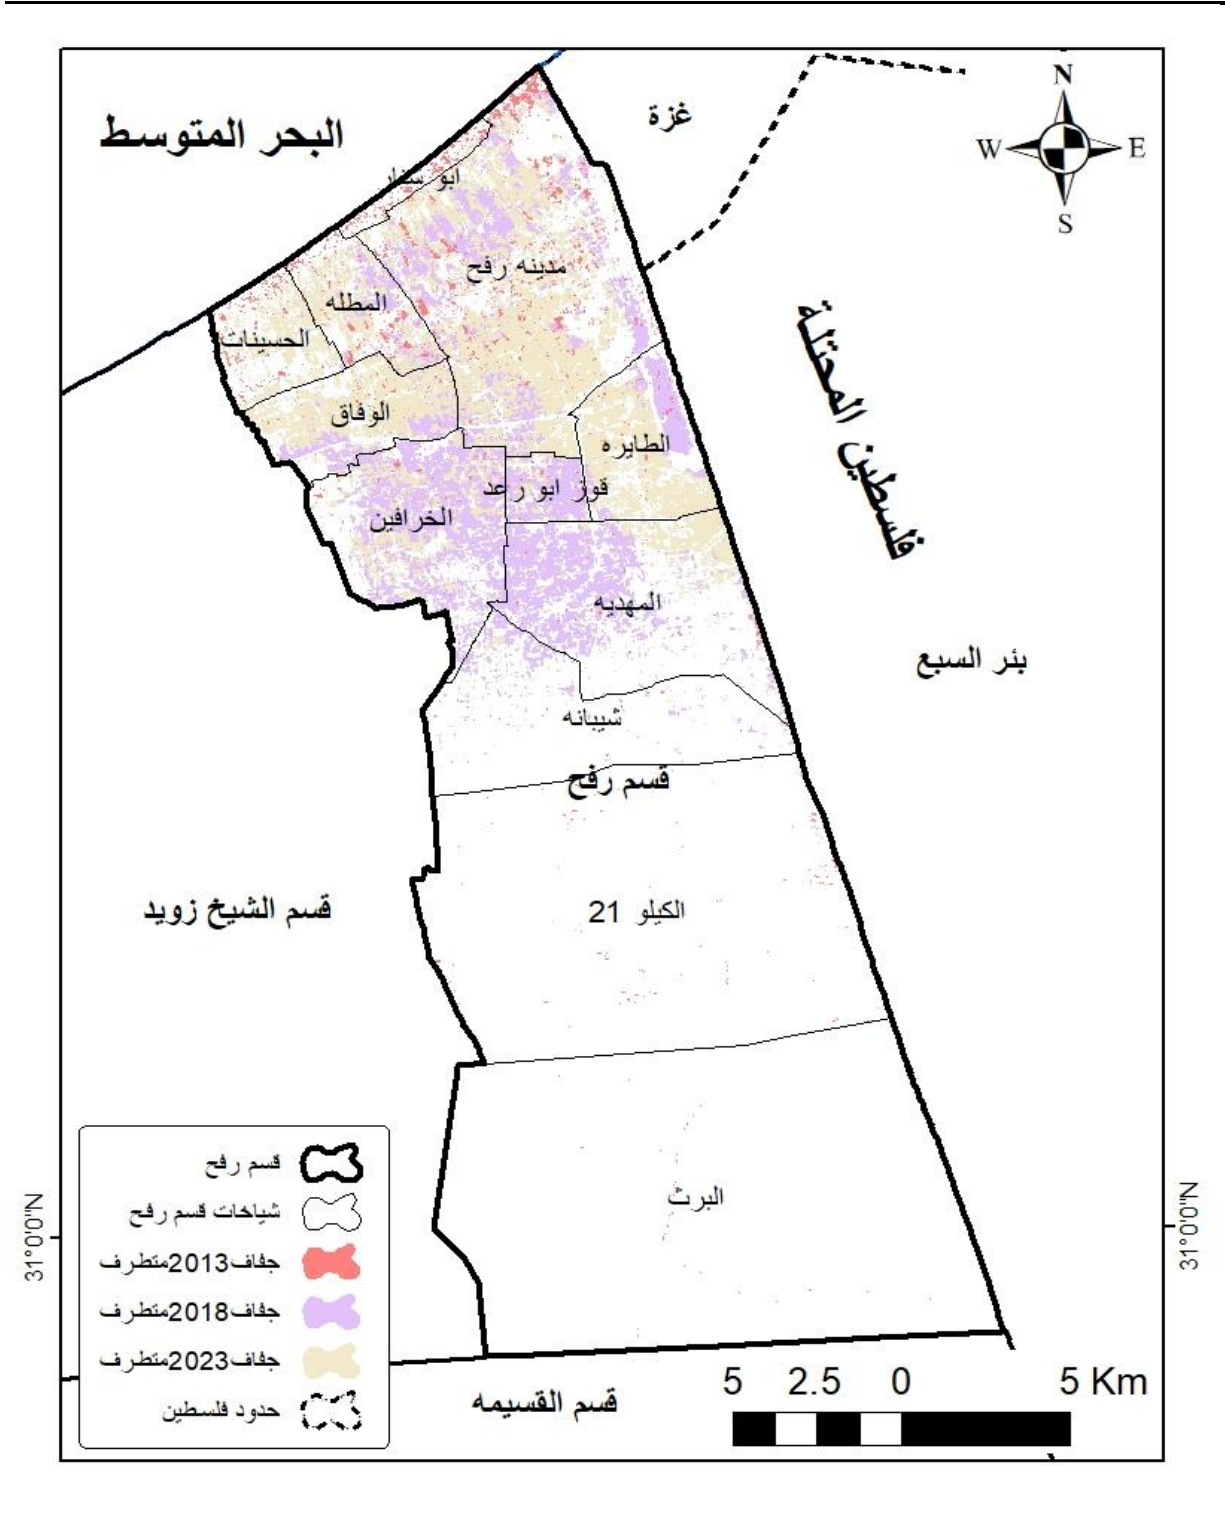 N
غزة
البحر المتوسط
W
E
S
ابو شنار
مدينه رفح
المطله
الحسينات
فلسطين المحتلة
الوفاق
الطايره
قوز ابو رعد
الخرافين
المهديه
بئر السبع
شيبانه
قسم رفح
قسم الشيخ زويد
الكيلو 21
البرث
31°0'0"N
31°0'0"N
قسم رفح
شياخات قسم رفح
جفاف2013متطرف
جفاف2018متطرف
جفاف2023متطرف
حدود فلسطين
قسم القسيمه
5 2.5 0 5 Km